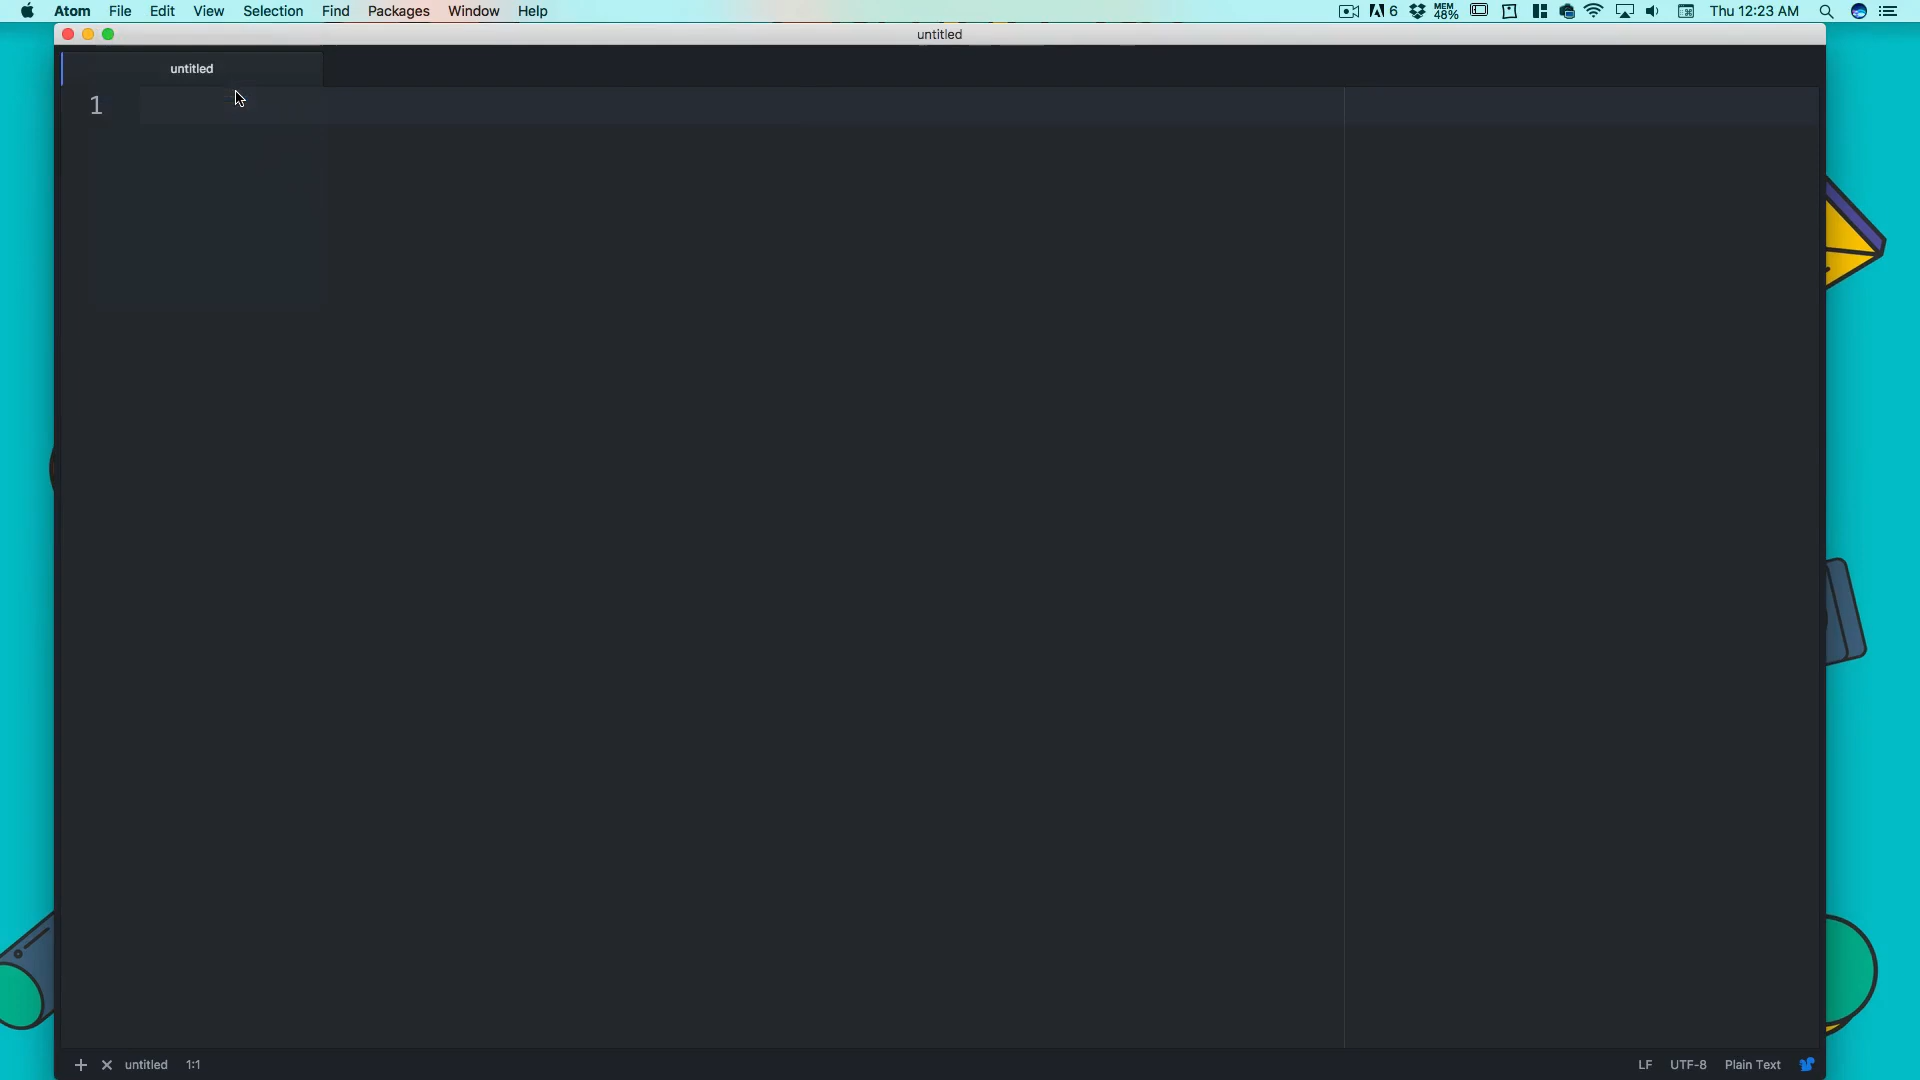 Atom File Edit View Selection Find Packages Window Help 6 MEM 48% Thu 12:23 AM
untitled
untitled
1
untitled 1:1 LF UTF-8 Plain Text